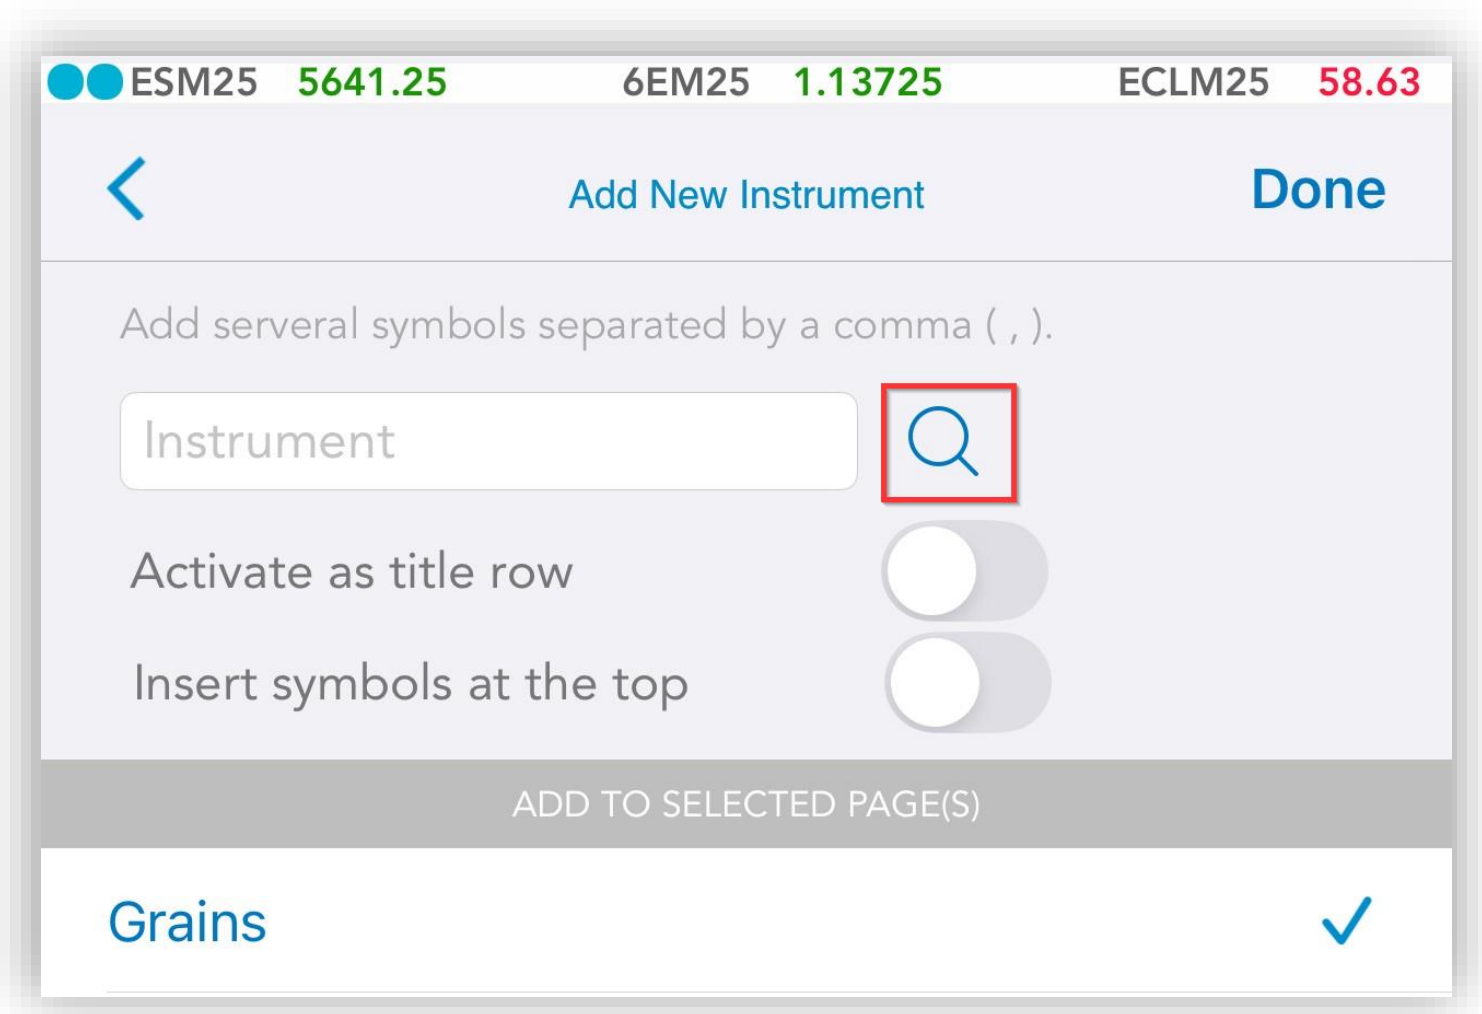 ESM25 5641.25 6EM25 1.13725 ECLM25 58.63
Add New Instrument Done
Add serveral symbols separated by a comma ( , ).
Instrument
Activate as title row
Insert symbols at the top
ADD TO SELECTED PAGE(S)
Grains